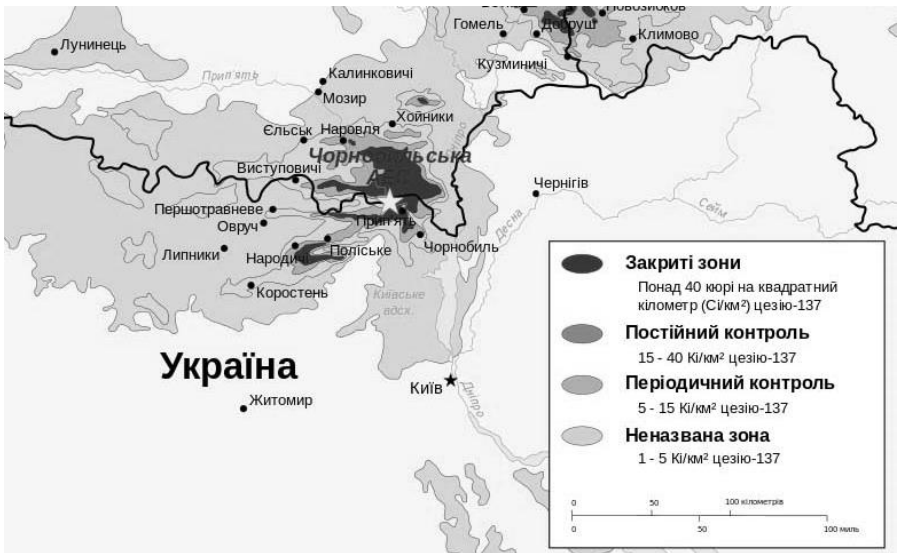 Новозибков
Гомель
Добруш
Климово
Лунинець
Кузминичі
Прип'ять
Калинковичі
Мозир
Хойники
Єльськ
Наровля
Чорнобильська
АЕС
Виступовичі
Чернігів
Першотравневе
Прип'ять
Сейм
Овруч
Десна
Липники
Народичі
Поліське
Чорнобиль
Коростень
Київське
вдсх.
Україна
Київ
Дніпро
Житомир
Закриті зони
Понад 40 кюрі на квадратний
кілометр (Сі/км²) цезію-137
Постійний контроль
15 - 40 Кі/км² цезію-137
Періодичний контроль
5 - 15 Кі/км² цезію-137
Неназвана зона
1 - 5 Кі/км² цезію-137
0 50 100 кілометрів
0 50 100 миль